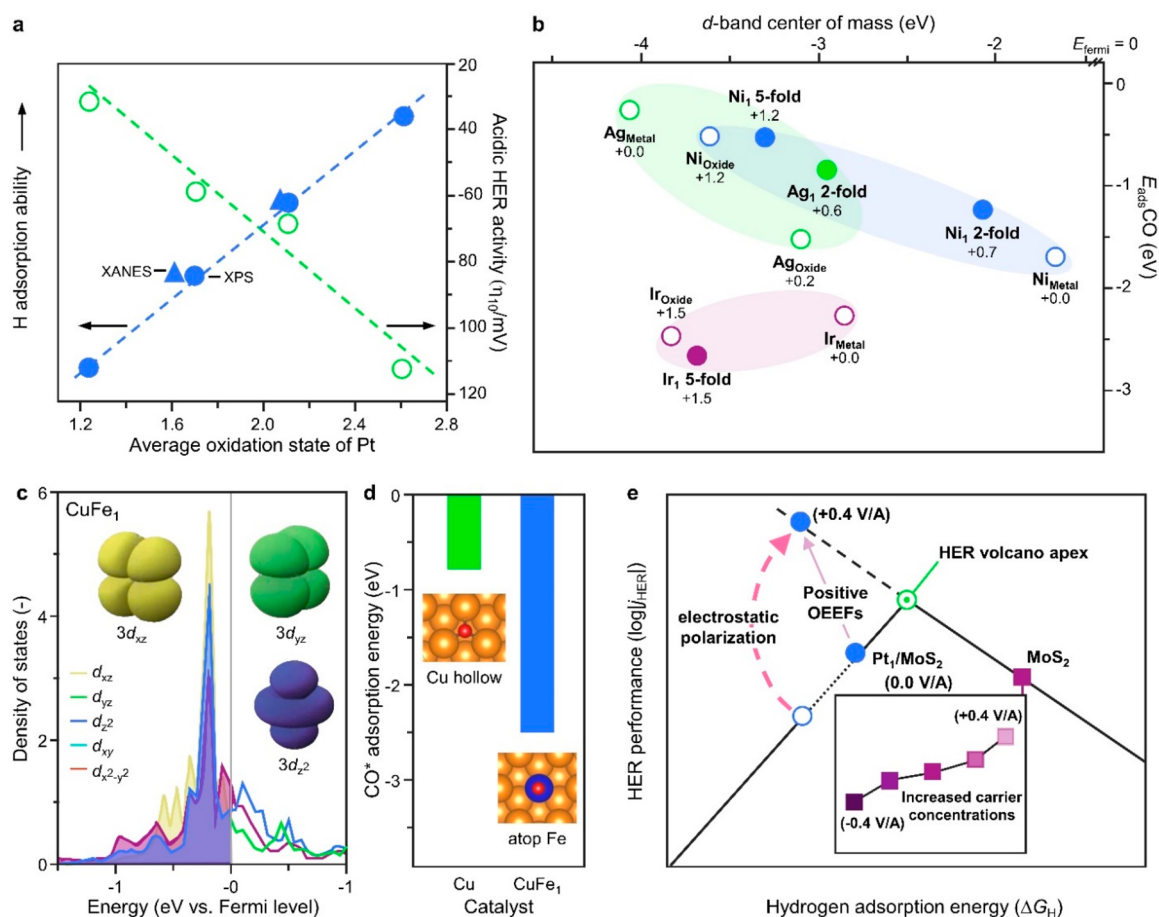 a
H adsorption ability
20
40
60
80
100
120
Acidic HER activity (η10/mV)
XANES
XPS
1.2
1.6
2.0
2.4
2.8
Average oxidation state of Pt
b
d-band center of mass (eV)
-4
-3
-2
Efermi = 0
0
-1
-2
-3
EadsCO (eV)
AgMetal
+0.0
NiOxide
+1.2
Ni1 5-fold
+1.2
Ag1 2-fold
+0.6
AgOxide
+0.2
Ni1 2-fold
+0.7
NiMetal
+0.0
IrOxide
+1.5
IrMetal
+0.0
Ir1 5-fold
+1.5
c
CuFe1
Density of states (-)
6
4
2
0
3dxz
3dyz
3dz2
dxz
dyz
dz2
dxy
dx2-y2
-1
-0
-1
Energy (eV vs. Fermi level)
d
CO* adsorption energy (eV)
0
-1
-2
-3
Cu hollow
atop Fe
Cu
CuFe1
Catalyst
e
HER performance (log|jHER|)
(+0.4 V/A)
HER volcano apex
electrostatic
polarization
Positive
OEEFs
Pt1/MoS2
(0.0 V/A)
MoS2
(+0.4 V/A)
Increased carrier
concentrations
(-0.4 V/A)
Hydrogen adsorption energy (ΔGH)